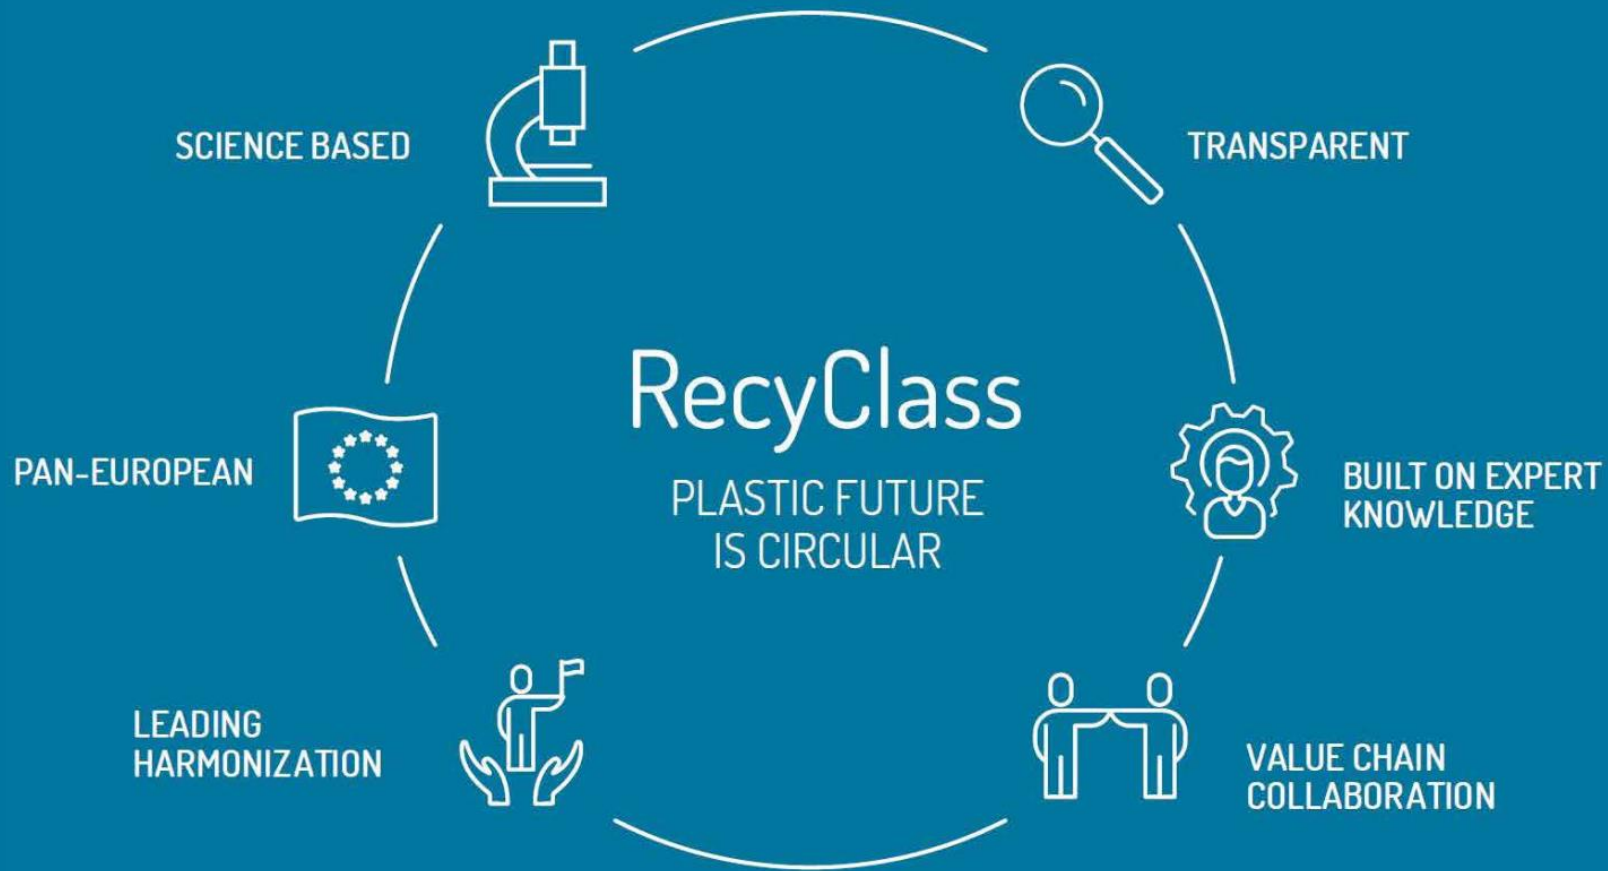 SCIENCE BASED
TRANSPARENT
RecyClass
PLASTIC FUTURE
IS CIRCULAR
PAN-EUROPEAN
BUILT ON EXPERT
KNOWLEDGE
LEADING
HARMONIZATION
VALUE CHAIN
COLLABORATION